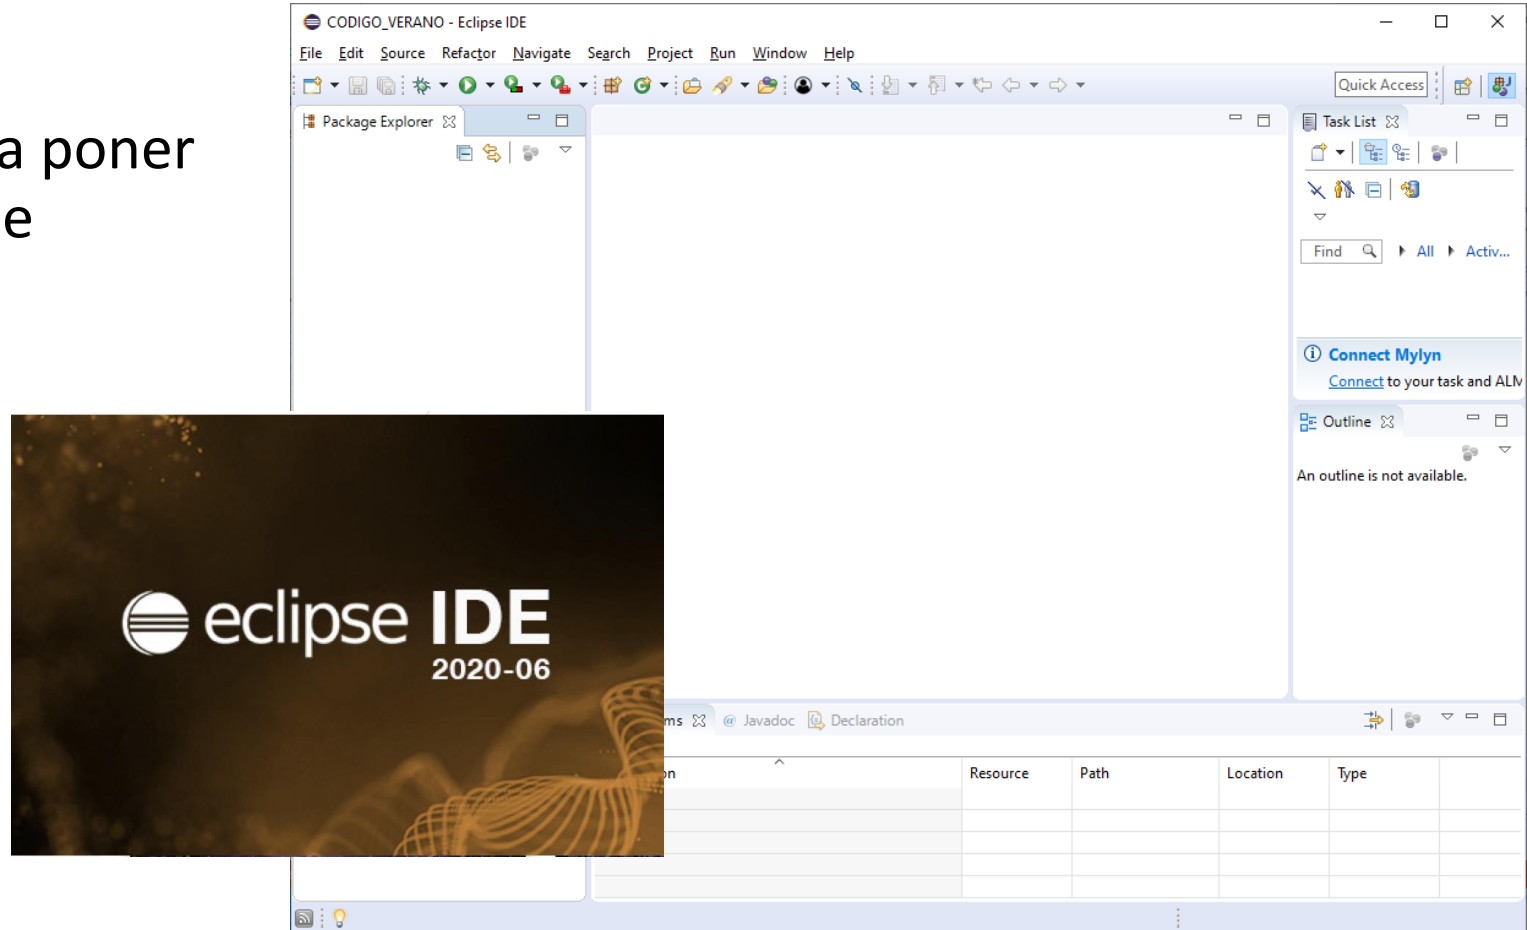 a poner
e
CODIGO_VERANO - Eclipse IDE
File Edit Source Refactor Navigate Search Project Run Window Help
Quick Access
Package Explorer
Task List
Find All Activ...
Connect Mylyn
Connect to your task and ALM
Outline
An outline is not available.
eclipse IDE
2020-06
ms @ Javadoc Declaration
on Resource Path Location Type